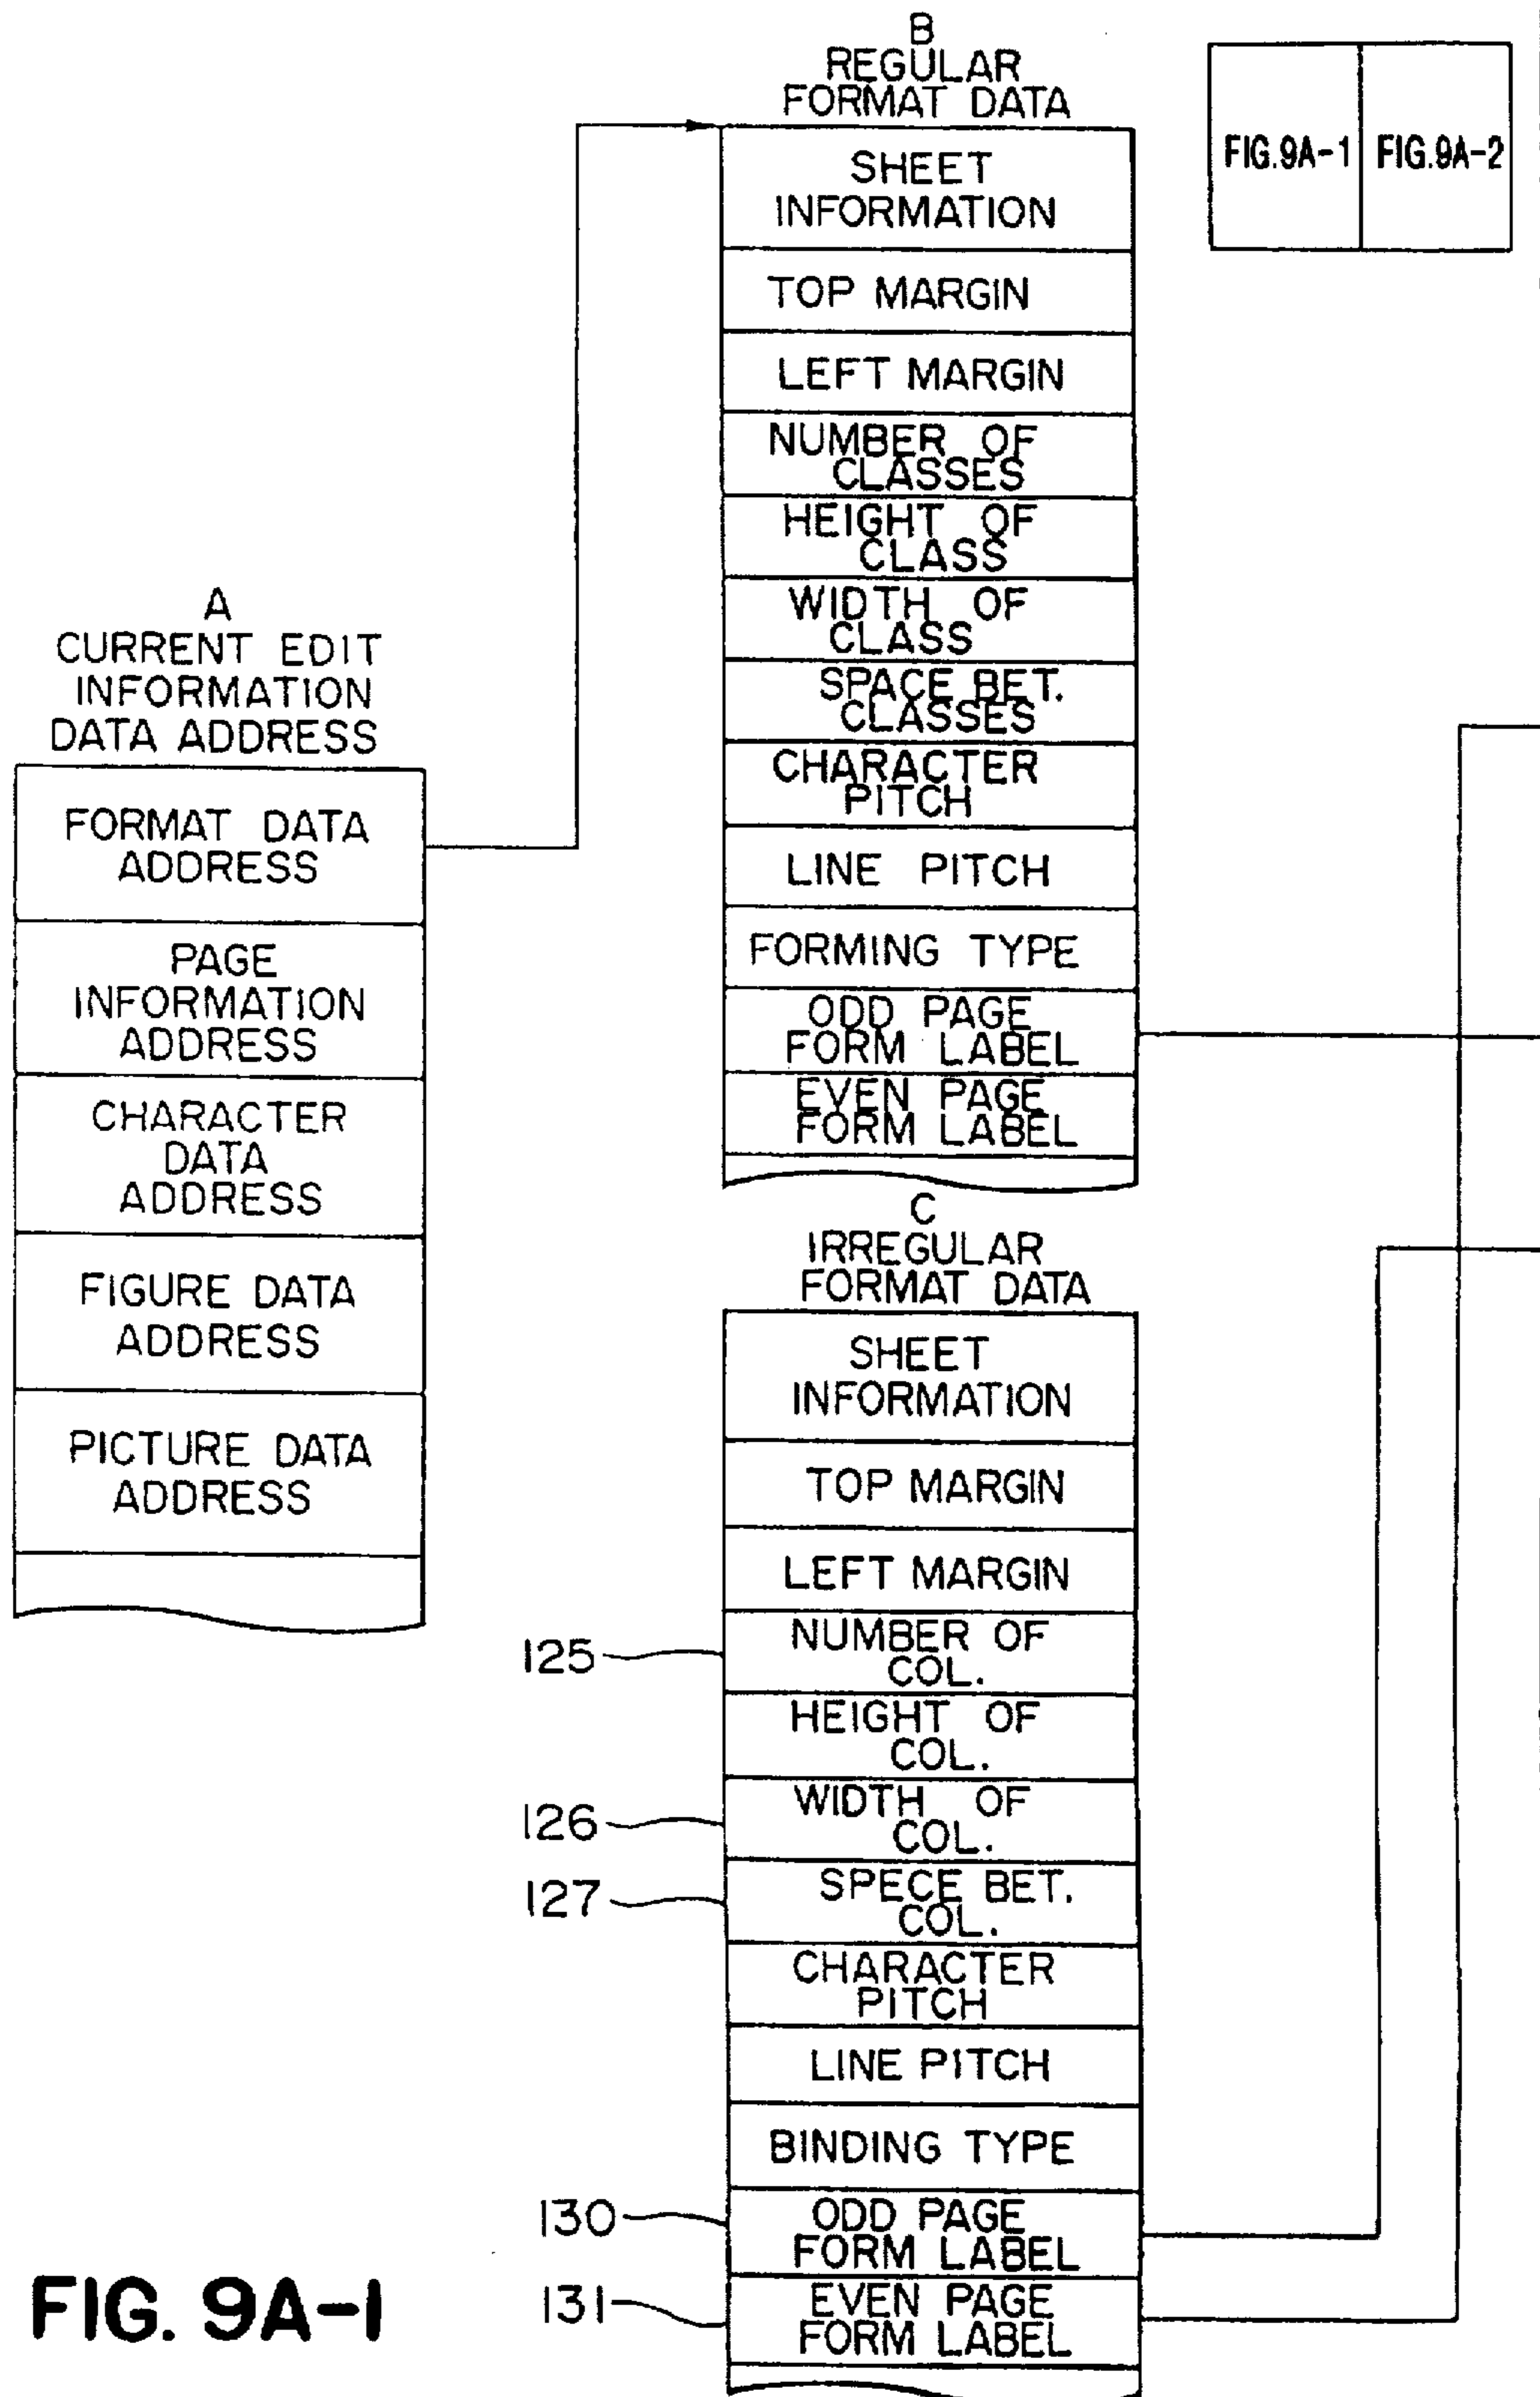 B
REGULAR
FORMAT DATA
SHEET
INFORMATION
TOP MARGIN
LEFT MARGIN
NUMBER OF
CLASSES
HEIGHT OF
CLASS
WIDTH OF
CLASS
SPACE BET.
CLASSES
CHARACTER
PITCH
LINE PITCH
FORMING TYPE
ODD PAGE
FORM LABEL
EVEN PAGE
FORM LABEL
FIG.9A-1
FIG.9A-2
A
CURRENT EDIT
INFORMATION
DATA ADDRESS
FORMAT DATA
ADDRESS
PAGE
INFORMATION
ADDRESS
CHARACTER
DATA
ADDRESS
FIGURE DATA
ADDRESS
PICTURE DATA
ADDRESS
C
IRREGULAR
FORMAT DATA
SHEET
INFORMATION
TOP MARGIN
LEFT MARGIN
125
NUMBER OF
COL.
HEIGHT OF
COL.
126
WIDTH OF
COL.
127
SPECE BET.
COL.
CHARACTER
PITCH
LINE PITCH
BINDING TYPE
130
ODD PAGE
FORM LABEL
131
EVEN PAGE
FORM LABEL
FIG. 9A-1